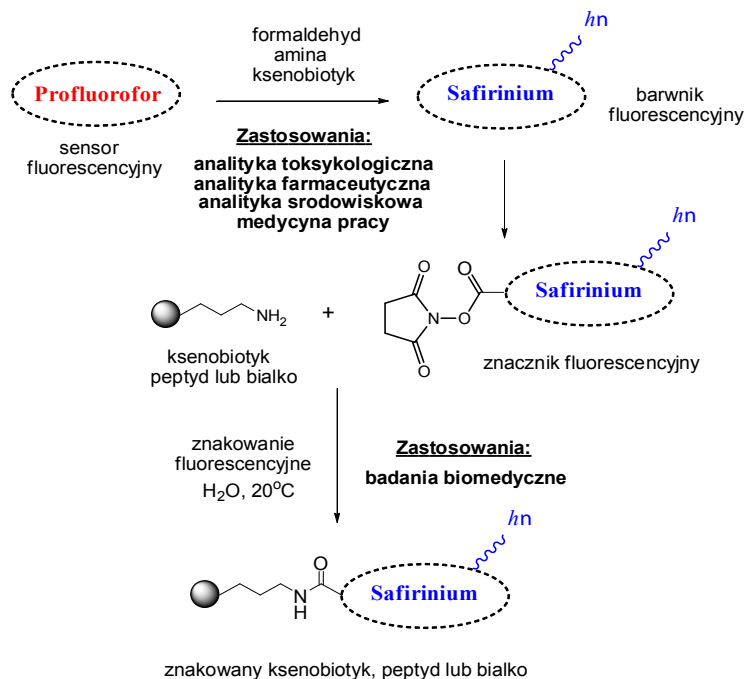 formaldehyd
amina
ksenobiotyk
hn
Profluorofor
Safirinium
barwnik
fluorescencyjny
sensor
fluorescencyjny
Zastosowania:
analityka toksykologiczna
analityka farmaceutyczna
analityka srodowiskowa
medycyna pracy
hn
O
O
O
N
O
Safirinium
NH2
+
ksenobiotyk
peptyd lub bialko
znacznik fluorescencyjny
znakowanie
fluorescencyjne
H2O, 20oC
Zastosowania:
badania biomedyczne
hn
O
N
H
Safirinium
znakowany ksenobiotyk, peptyd lub bialko